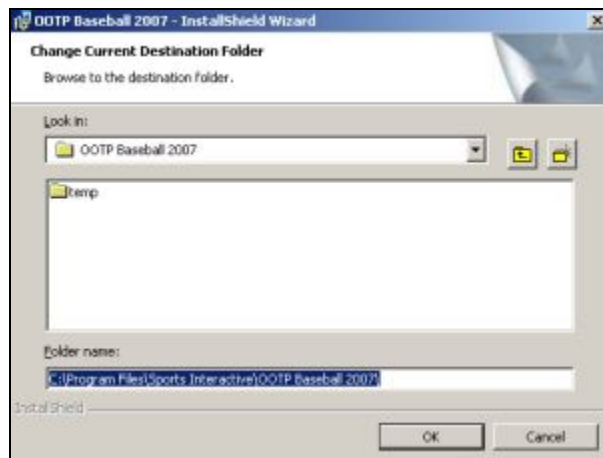 OOTP Baseball 2007 - InstallShield Wizard
Change Current Destination Folder
Browse to the destination folder.
Look in:
OOTP Baseball 2007
temp
Folder name:
C:\Program Files\Sports Interactive\OOTP Baseball 2007\
InstallShield
OK
Cancel